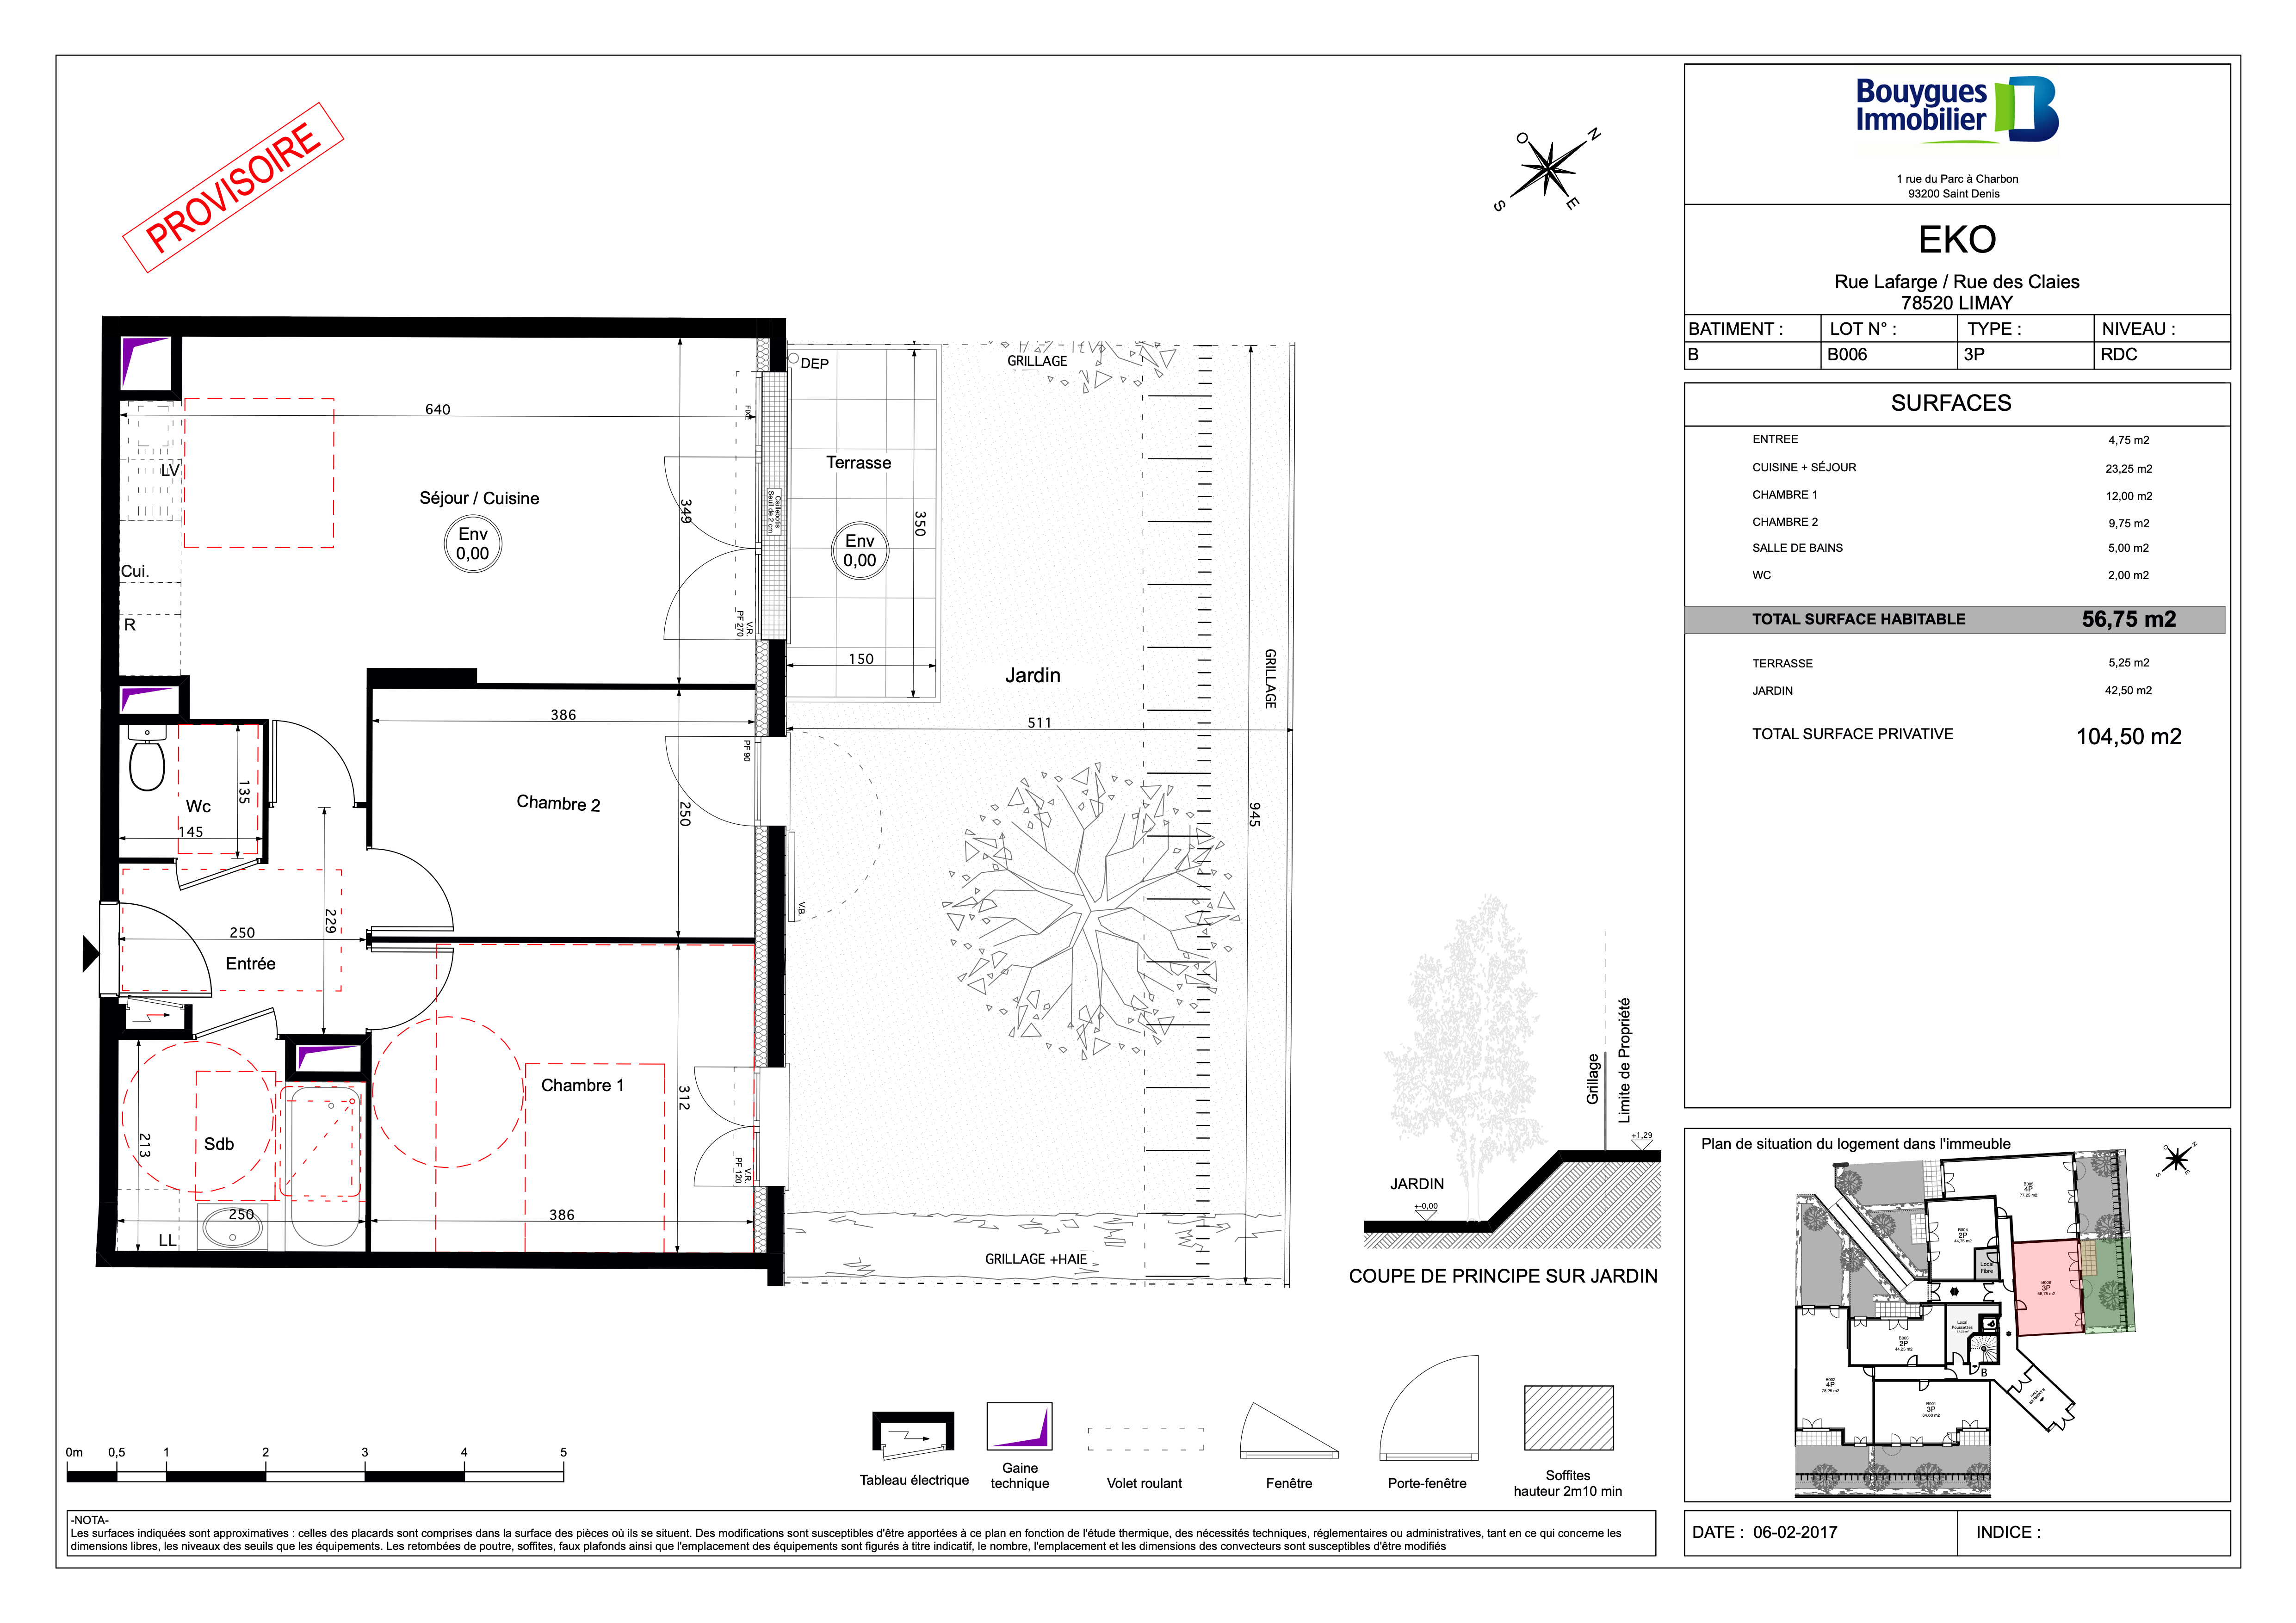 PROVISOIRE
O
N
S
E
Bouygues
Immobilier
1 rue du Parc à Charbon
93200 Saint Denis
EKO
Rue Lafarge / Rue des Claies
78520 LIMAY
BATIMENT :
LOT N° :
TYPE :
NIVEAU :
B
B006
3P
RDC
SURFACES
ENTREE
4,75 m2
CUISINE + SÉJOUR
23,25 m2
CHAMBRE 1
12,00 m2
CHAMBRE 2
9,75 m2
SALLE DE BAINS
5,00 m2
WC
2,00 m2
TOTAL SURFACE HABITABLE
56,75 m2
TERRASSE
5,25 m2
JARDIN
42,50 m2
TOTAL SURFACE PRIVATIVE
104,50 m2
DEP
GRILLAGE
640
FIXE
LV
Terrasse
Séjour / Cuisine
349
Caillebotis
Seuil de 2 cm
350
Env
0,00
Env
0,00
Cui.
R
V.R.
PF 270
150
Jardin
GRILLAGE
386
511
PF 90
Wc
135
145
Chambre 2
250
945
229
V.B.
250
Entrée
Chambre 1
312
Sdb
213
V.R.
PF 120
250
386
LL
GRILLAGE +HAIE
Grillage
Limite de Propriété
+1,29
JARDIN
+-0,00
COUPE DE PRINCIPE SUR JARDIN
Plan de situation du logement dans l'immeuble
O
N
S
E
B005
4P
77,25 m2
B004
2P
44,75 m2
Local
Fibre
B006
3P
56,75 m2
Local
Poussettes
B003
2P
44,25 m2
B
B002
4P
78,25 m2
B001
3P
64,00 m2
HALL
BATIMENT B
0m
0,5
1
2
3
4
5
Tableau électrique
Gaine
technique
Volet roulant
Fenêtre
Porte-fenêtre
Soffites
hauteur 2m10 min
-NOTA-
Les surfaces indiquées sont approximatives : celles des placards sont comprises dans la surface des pièces où ils se situent. Des modifications sont susceptibles d'être apportées à ce plan en fonction de l'étude thermique, des nécessités techniques, réglementaires ou administratives, tant en ce qui concerne les
dimensions libres, les niveaux des seuils que les équipements. Les retombées de poutre, soffites, faux plafonds ainsi que l'emplacement des équipements sont figurés à titre indicatif, le nombre, l'emplacement et les dimensions des convecteurs sont susceptibles d'être modifiés
DATE : 06-02-2017
INDICE :